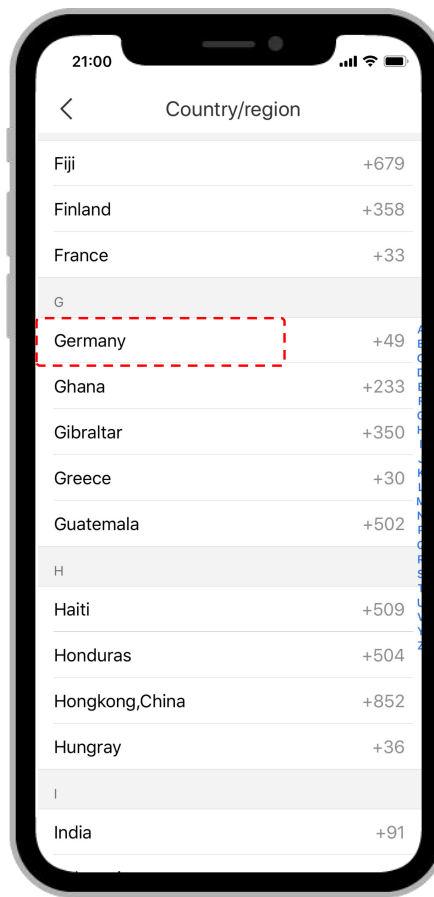 21:00
Country/region
Fiji +679
Finland +358
France +33
G
Germany +49
Ghana +233
Gibraltar +350
Greece +30
Guatemala +502
H
Haiti +509
Honduras +504
Hongkong,China +852
Hungray +36
I
India +91